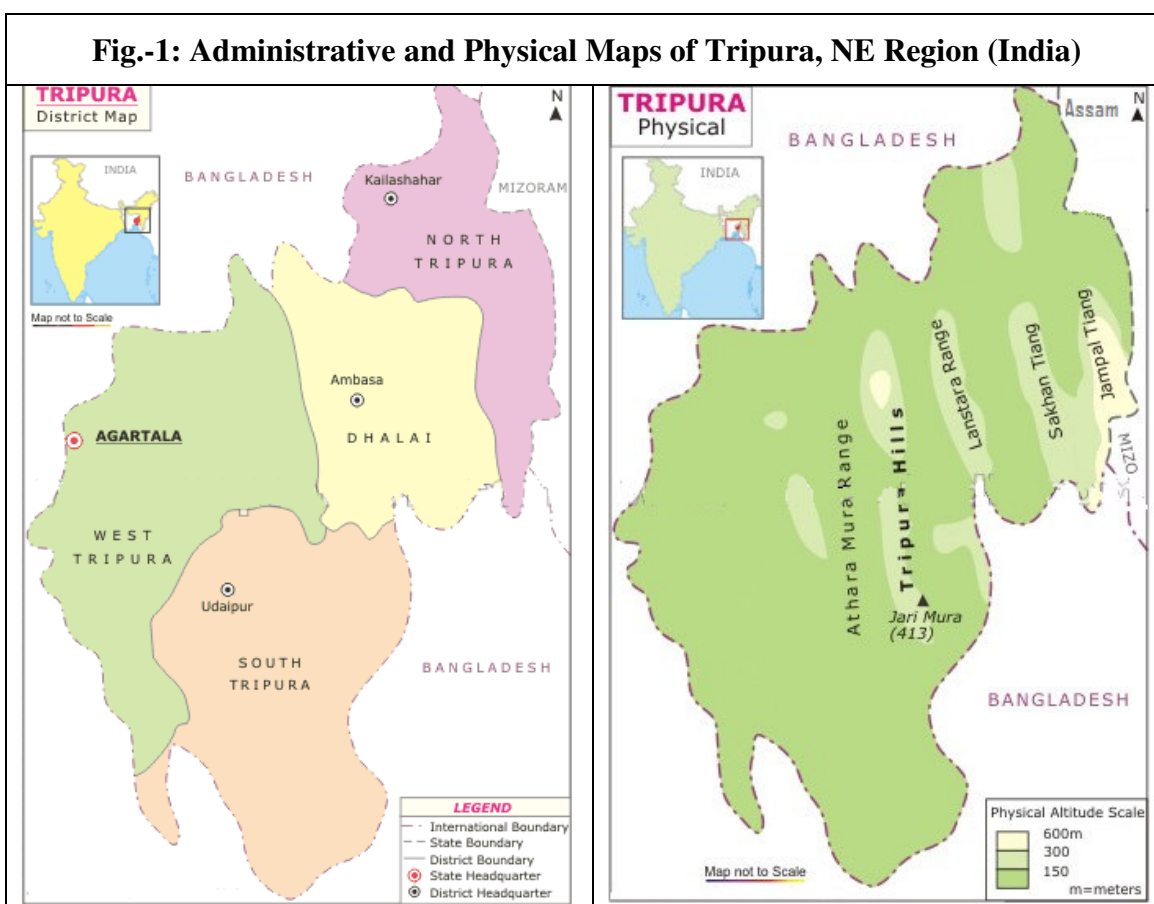 Fig.-1: Administrative and Physical Maps of Tripura, NE Region (India)
TRIPURA
District Map
N
INDIA
Map not to Scale
BANGLADESH
Kailashahar
MIZORAM
NORTH
TRIPURA
Ambasa
DHALAI
AGARTALA
WEST
TRIPURA
Udaipur
SOUTH
TRIPURA
BANGLADESH
LEGEND
International Boundary
State Boundary
District Boundary
State Headquarter
District Headquarter
TRIPURA
Physical
BANGLADESH
Assam
N
INDIA
Athara Mura Range
Tripura Hills
Lanstara Range
Sakhan Tiang
Jampal Tiang
MIZO
Jari Mura
(413)
BANGLADESH
Map not to Scale
Physical Altitude Scale
600m
300
150
m=meters